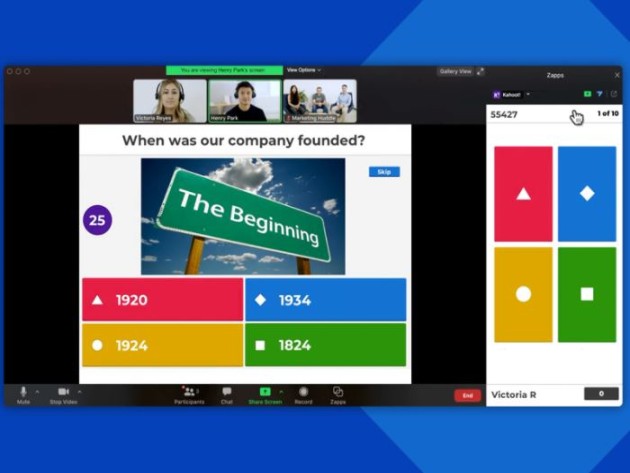 You are viewing Henry Park's screen
View Options
Gallery View
Zapps
Victoria Reyes
Henry Park
Marketing Huddle
K! Kahoot!
55427
1 of 10
When was our company founded?
Skip
25
The Beginning
1920
1934
1924
1824
Victoria R
0
Mute
Stop Video
Participants
3
Chat
Share Screen
Record
Zapps
End